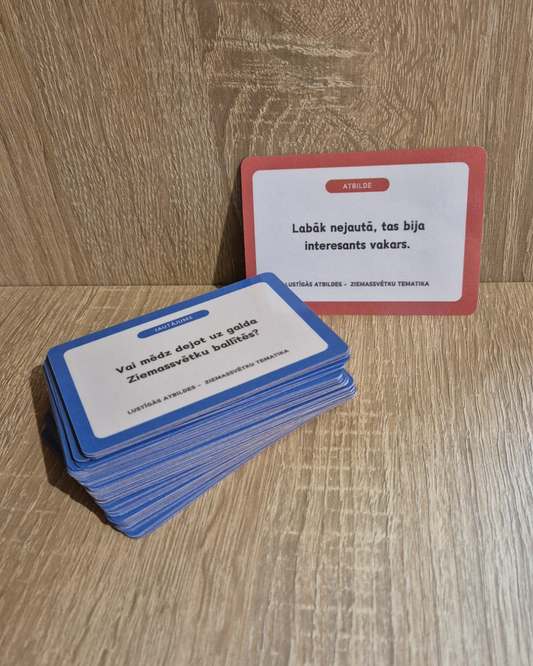 ATBILDE
Labāk nejautā, tas bija
interesants vakars.
LUSTĪGĀS ATBILDES - ZIEMASSVĒTKU TEMATIKA
JAUTĀJUMS
Vai mēdz dejot uz galda
Ziemassvētku ballītēs?
LUSTĪGĀS ATBILDES - ZIEMASSVĒTKU TEMATIKA